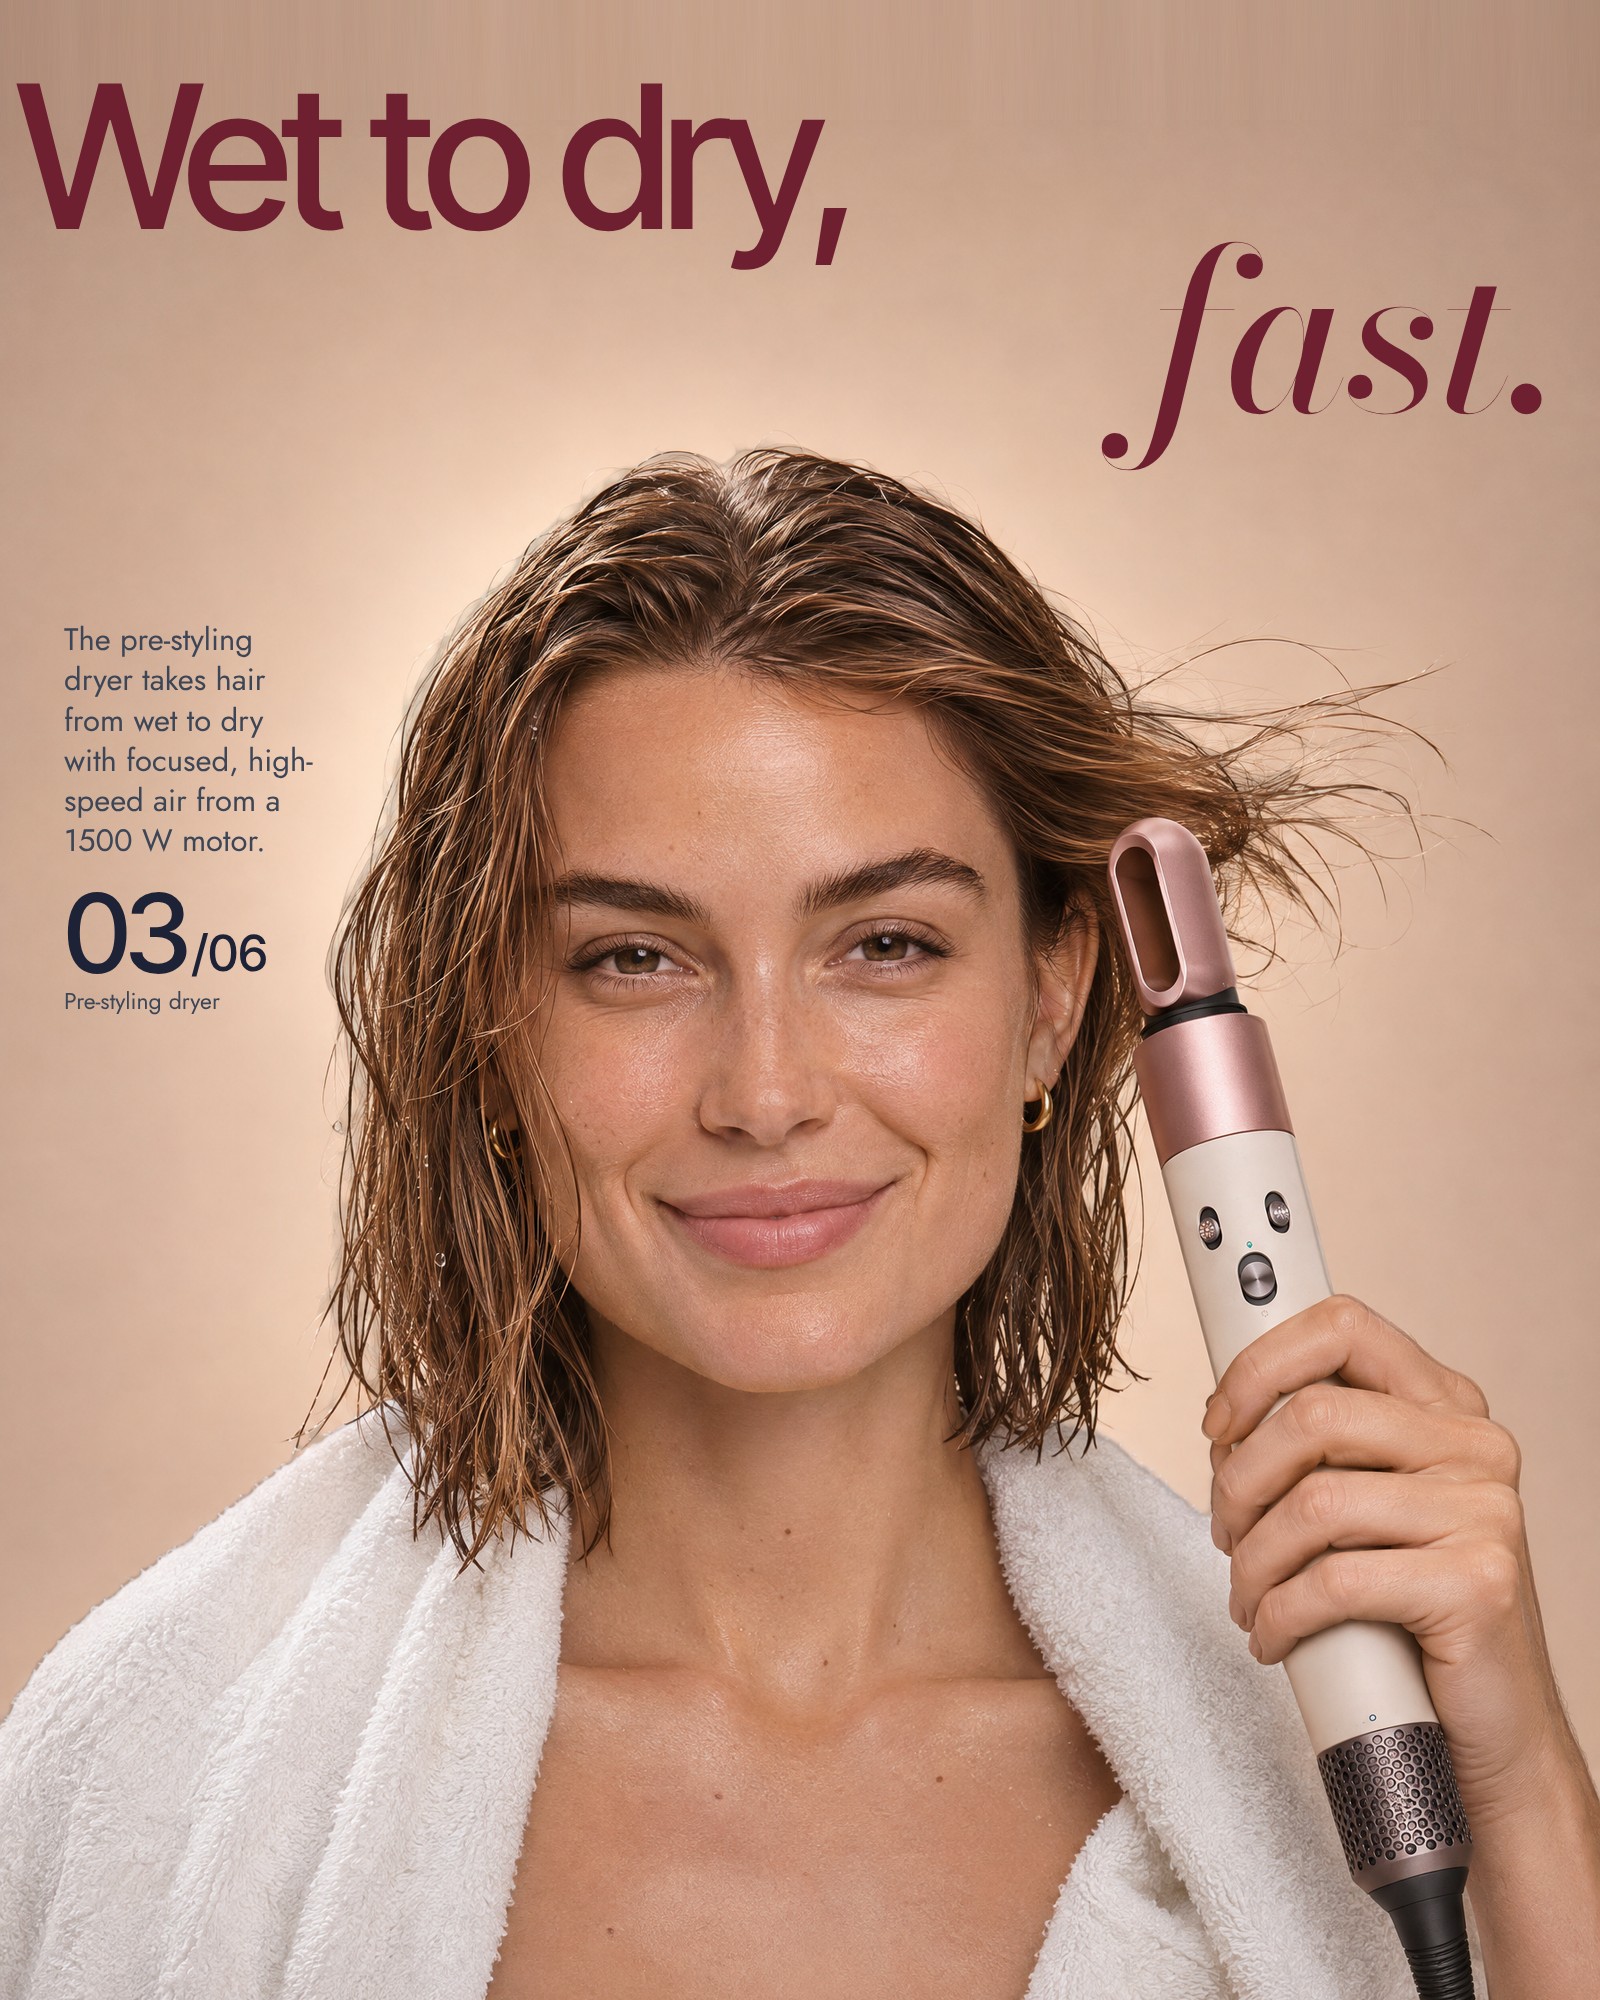 Wet to dry,
fast.
The pre-styling
dryer takes hair
from wet to dry
with focused, high-
speed air from a
1500 W motor.
03/06
Pre-styling dryer